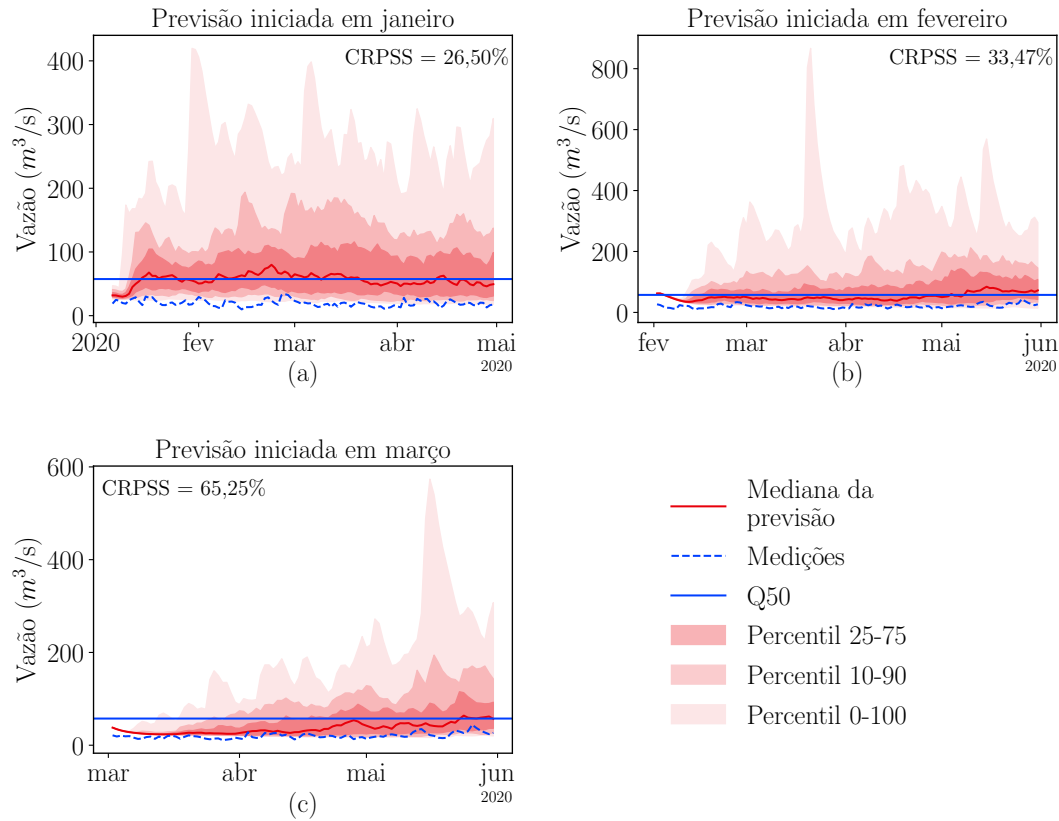 Previsão iniciada em janeiro
CRPSS = 26,50%
Vazão (m³/s)
400
300
200
100
0
2020
fev
mar
abr
mai
2020
(a)
Previsão iniciada em fevereiro
CRPSS = 33,47%
Vazão (m³/s)
800
600
400
200
0
fev
mar
abr
mai
jun
2020
(b)
Previsão iniciada em março
CRPSS = 65,25%
Vazão (m³/s)
600
400
200
0
mar
abr
mai
jun
2020
(c)
Mediana da
previsão
Medições
Q50
Percentil 25-75
Percentil 10-90
Percentil 0-100